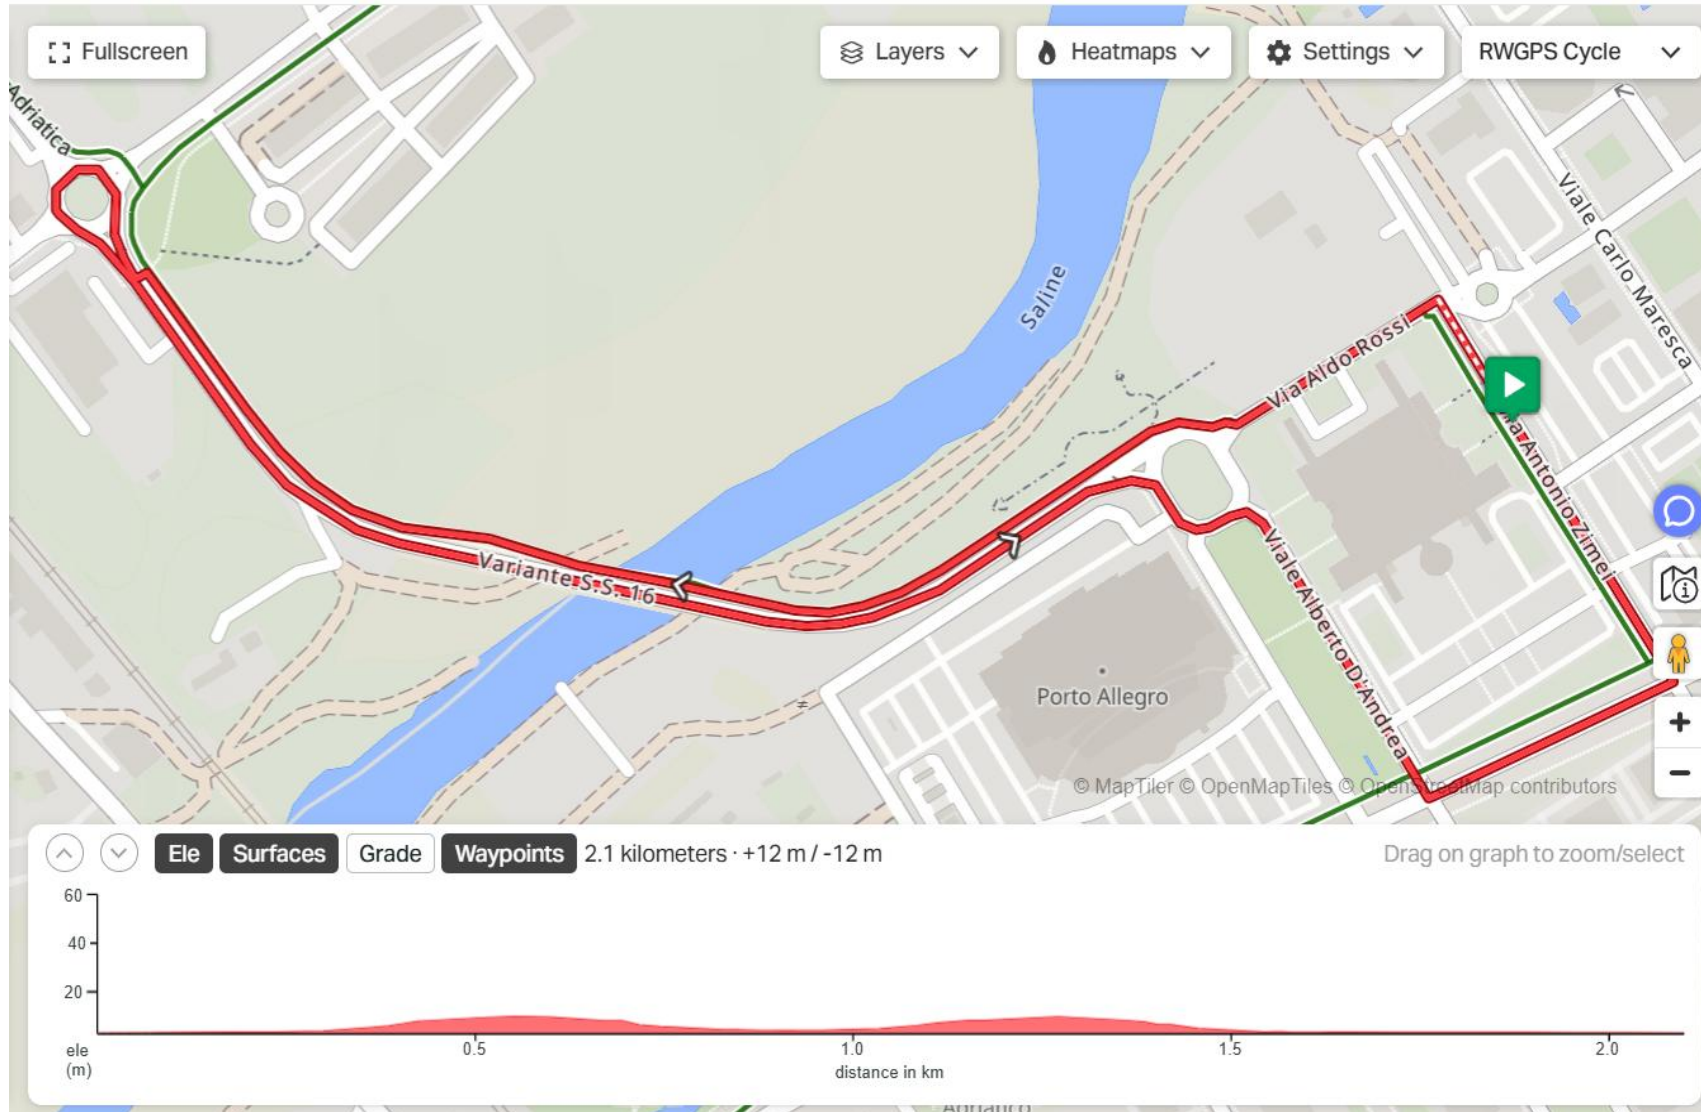 Fullscreen
Layers
Heatmaps
Settings
RWGPS Cycle
Adriatica
Viale Carlo Maresca
Saline
Via Aldo Rossi
Via Antonio Zimei
Variante S.S. 16
Viale Alberto D'Andrea
Porto Allegro
© MapTiler © OpenMapTiles © OpenStreetMap contributors
Ele Surfaces Grade Waypoints 2.1 kilometers · +12 m / -12 m
Drag on graph to zoom/select
60
40
20
ele
(m)
0.5 1.0 1.5 2.0
distance in km
Adriatico